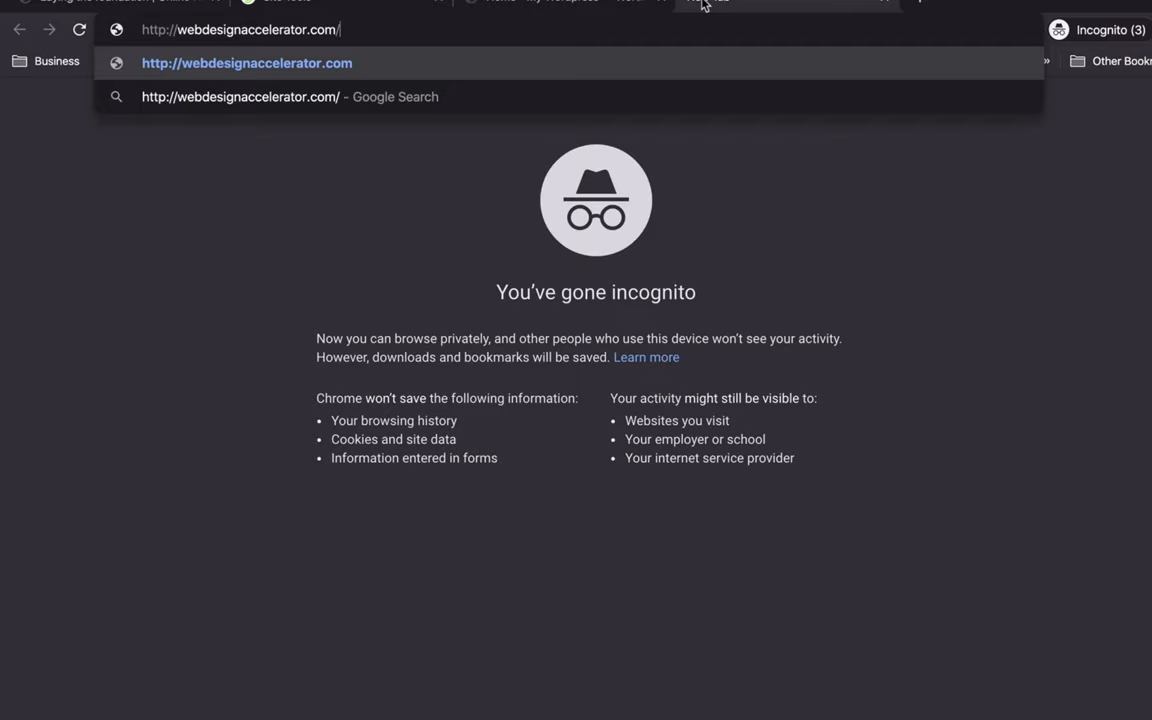 http://webdesignaccelerator.com/
Incognito (3)
Business
http://webdesignaccelerator.com
»
Other Bookm
http://webdesignaccelerator.com/ - Google Search
You've gone incognito
Now you can browse privately, and other people who use this device won't see your activity.
However, downloads and bookmarks will be saved. Learn more
Chrome won't save the following information:
• Your browsing history
• Cookies and site data
• Information entered in forms
Your activity might still be visible to:
• Websites you visit
• Your employer or school
• Your internet service provider